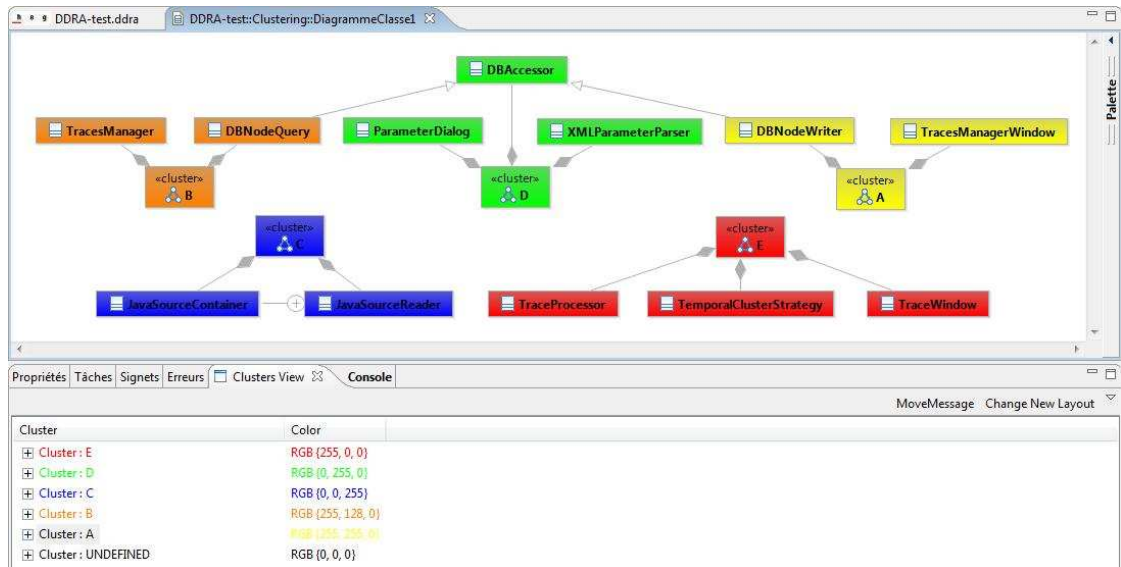 DDRA-test.ddra
DDRA-test::Clustering::DiagrammeClasse1
Palette
DBAccessor
TracesManager
DBNodeQuery
ParameterDialog
XMLParameterParser
DBNodeWriter
TracesManagerWindow
«cluster»
B
«cluster»
D
«cluster»
A
«cluster»
C
«cluster»
E
JavaSourceContainer
JavaSourceReader
TraceProcessor
TemporalClusterStrategy
TraceWindow
Propriétés Tâches Signets Erreurs Clusters View Console
MoveMessage Change New Layout
Cluster Color
Cluster : E RGB {255, 0, 0}
Cluster : D RGB {0, 255, 0}
Cluster : C RGB {0, 0, 255}
Cluster : B RGB {255, 128, 0}
Cluster : A RGB {255, 255, 0}
Cluster : UNDEFINED RGB {0, 0, 0}